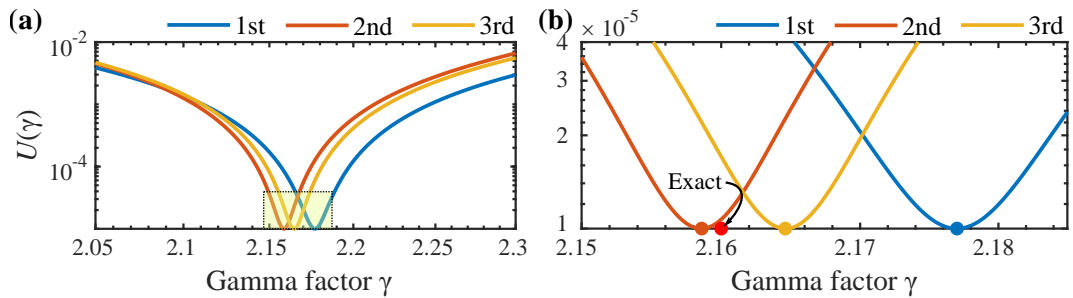 (a) 1st 2nd 3rd
10⁻²
10⁻⁴
U(γ)
2.05 2.1 2.15 2.2 2.25 2.3
Gamma factor γ
(b) 1st 2nd 3rd
× 10⁻⁵
4
3
2
1
Exact
2.15 2.16 2.17 2.18
Gamma factor γ